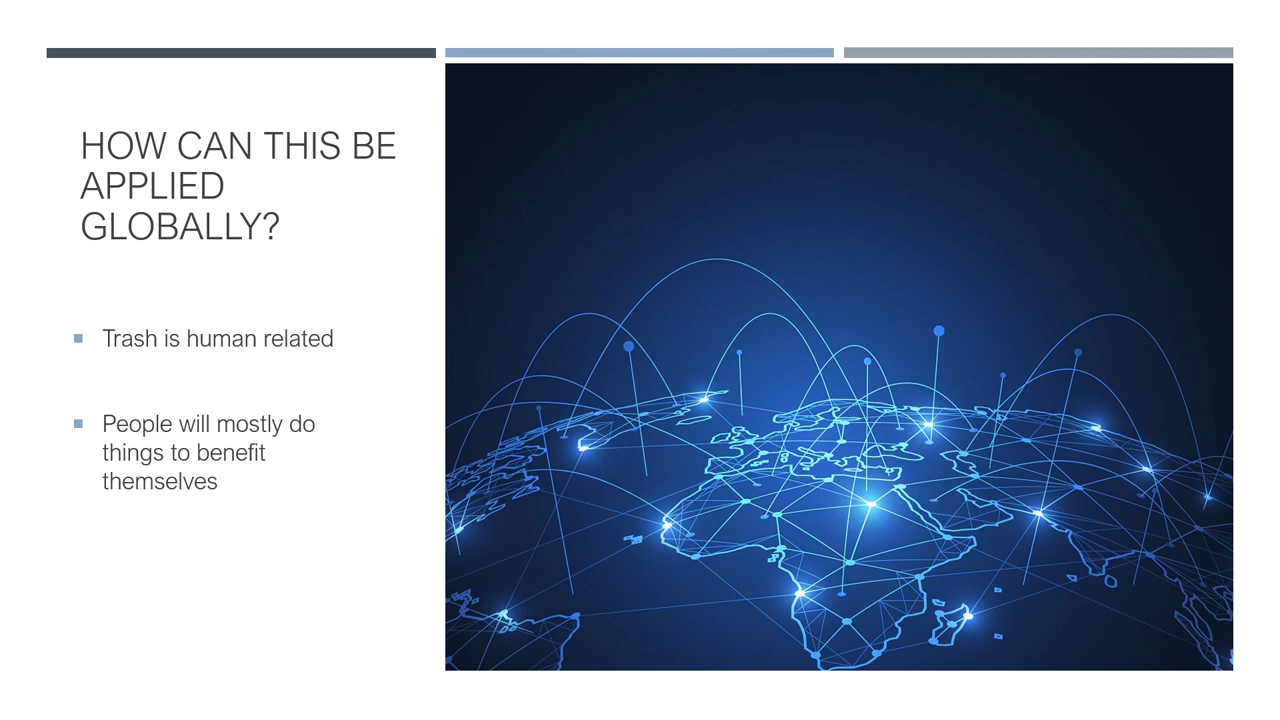 HOW CAN THIS BE
APPLIED
GLOBALLY?
Trash is human related
People will mostly do
things to benefit
themselves